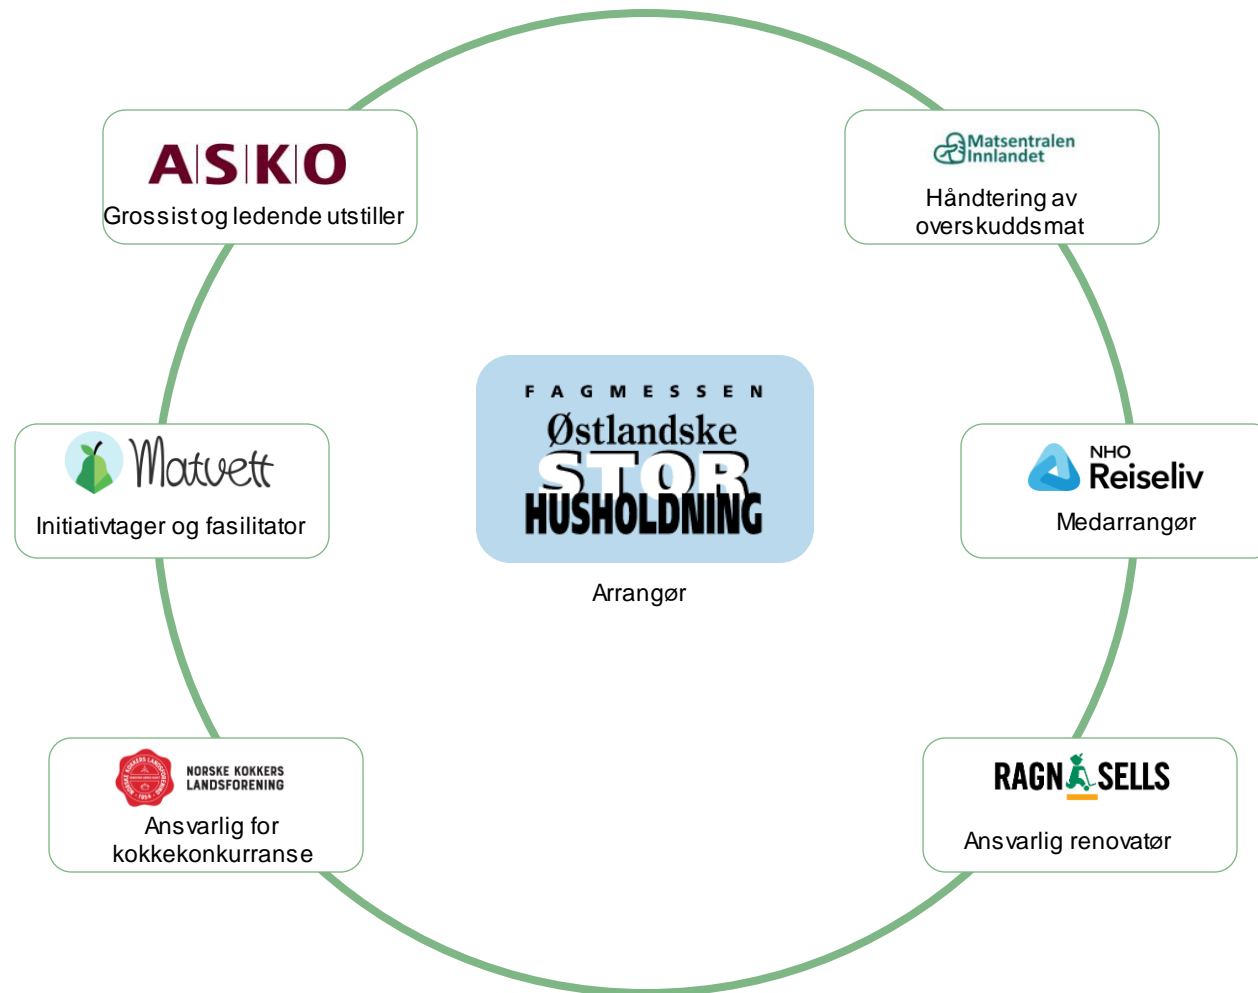 A|S|K|O
Grossist og ledende utstiller
Matsentralen
Innlandet
Håndtering av
overskuddsmat
FAGMESSEN
Østlandske
STOR
HUSHOLDNING
Arrangør
Matvett
Initiativtager og fasilitator
NHO
Reiseliv
Medarrangør
NORSKE KOKKERS
LANDSFORENING
Ansvarlig for
kokkekonkurranse
RAGN SELLS
Ansvarlig renovatør